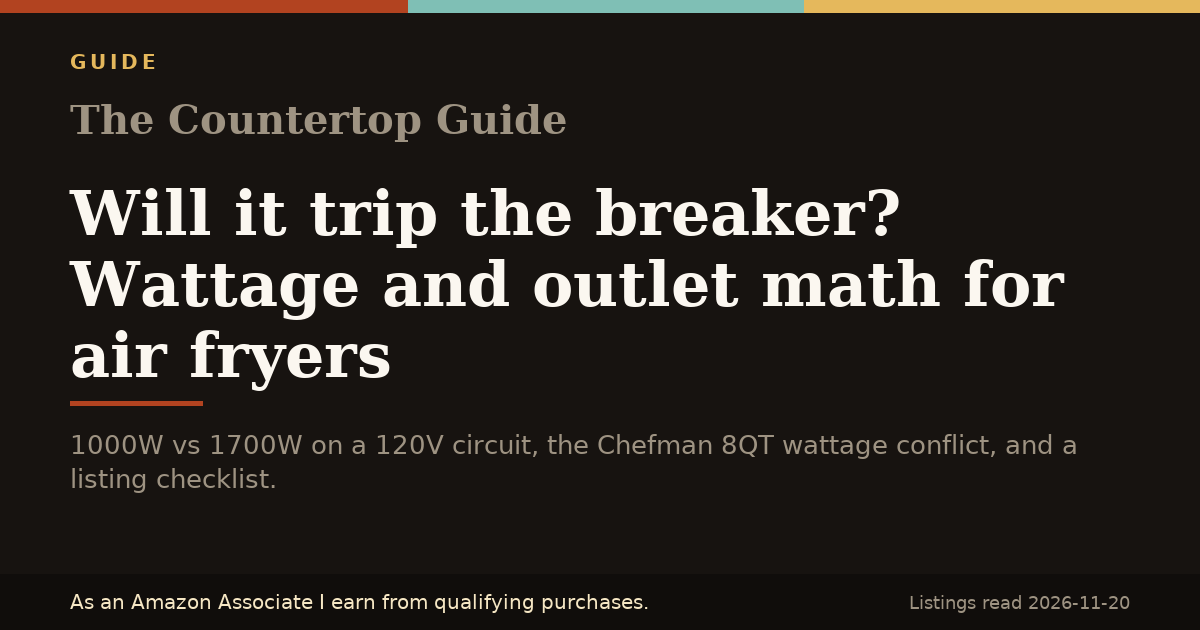 GUIDE
The Countertop Guide
Will it trip the breaker?
Wattage and outlet math for
air fryers
1000W vs 1700W on a 120V circuit, the Chefman 8QT wattage conflict, and a
listing checklist.
As an Amazon Associate I earn from qualifying purchases.
Listings read 2026-11-20